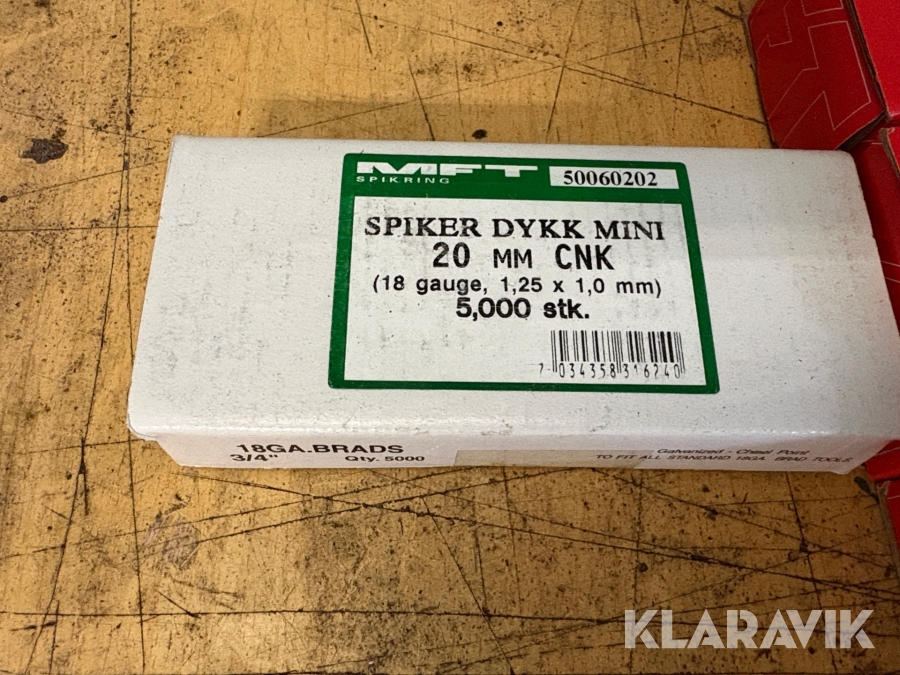 MFT
SPIKRING
50060202
SPIKER DYKK MINI
20 MM CNK
(18 gauge, 1,25 x 1,0 mm)
5,000 stk.
7 034358 316240
18GA.BRADS
3/4" Qty. 5000
Galvanized - Chisel Point
TO FIT ALL STANDARD 18GA. BRAD TOOLS
KLARAVIK